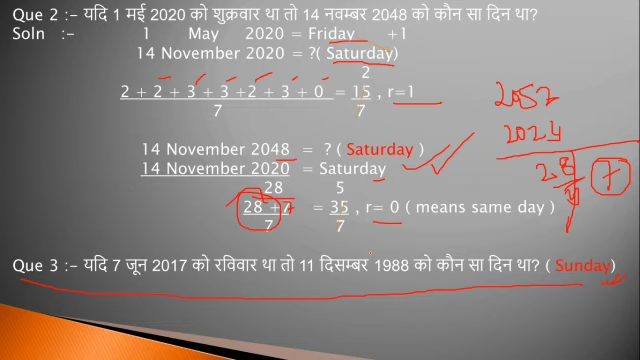 Que 2 :- यदि 1 मई 2020 को शुक्रवार था तो 14 नवम्बर 2048 को कौन सा दिन था?
Soln :- 1 May 2020 = Friday +1
14 November 2020 = ?( Saturday)
2
2 + 2 + 3 + 3 +2 + 3 + 0 = 15 , r=1
7 7
2052
2024
28 7
14 November 2048 = ? ( Saturday )
14 November 2020 = Saturday
28 5
28 + 7 = 35 , r= 0 ( means same day )
7 7
Que 3 :- यदि 7 जून 2017 को रविवार था तो 11 दिसम्बर 1988 को कौन सा दिन था? ( Sunday)